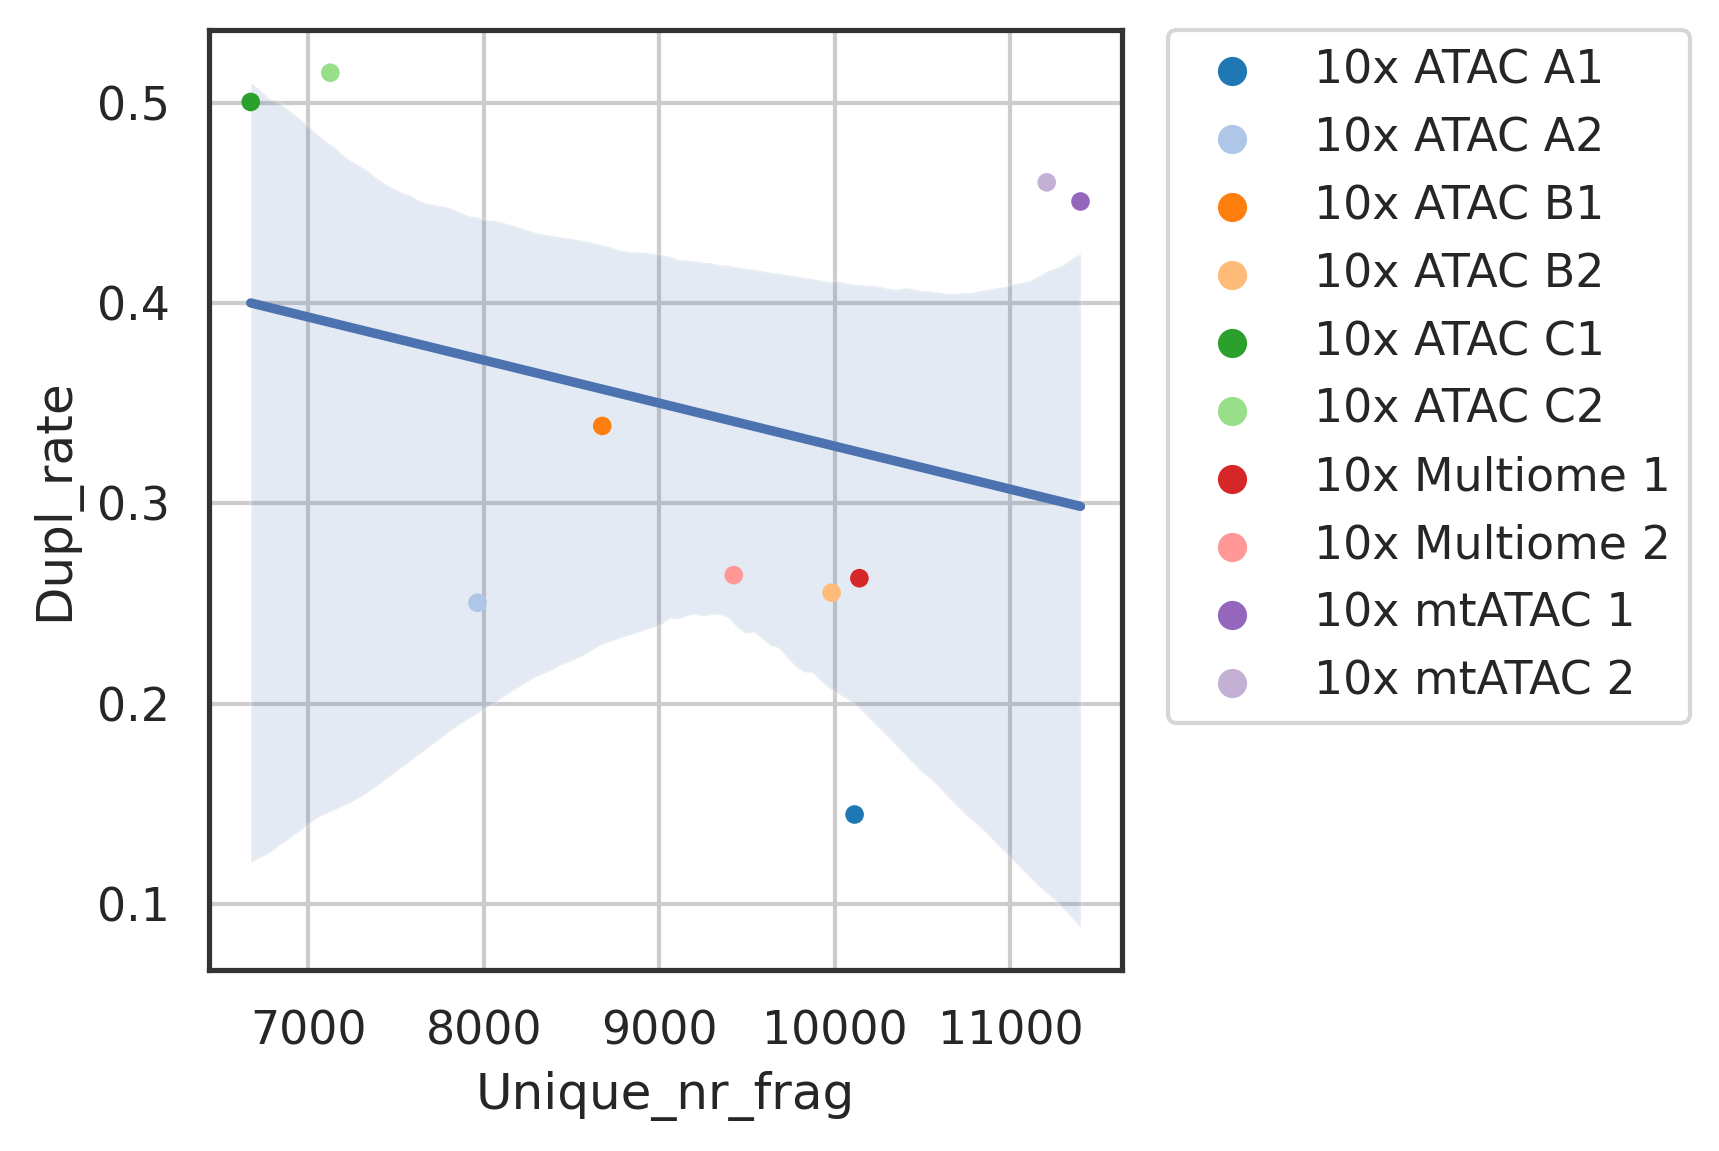 0.5
0.4
0.3
0.2
0.1
Dupl_rate
7000 8000 9000 10000 11000
Unique_nr_frag
10x ATAC A1
10x ATAC A2
10x ATAC B1
10x ATAC B2
10x ATAC C1
10x ATAC C2
10x Multiome 1
10x Multiome 2
10x mtATAC 1
10x mtATAC 2